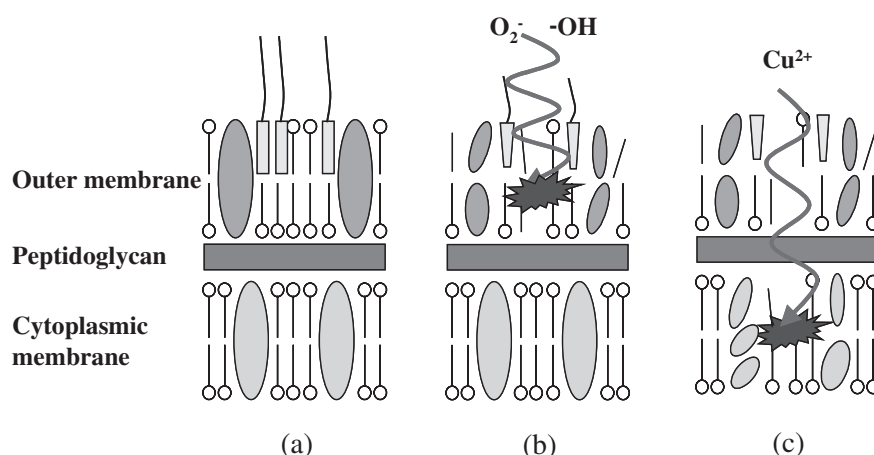 O₂⁻ -OH
Cu²⁺
Outer membrane
Peptidoglycan
Cytoplasmic
membrane
(a) (b) (c)